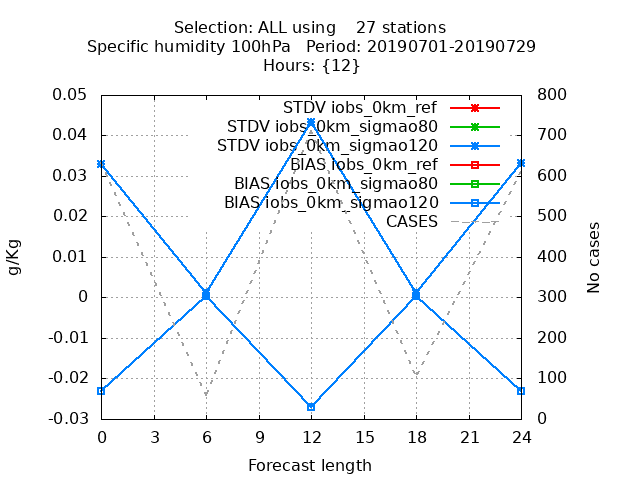 Selection: ALL using    27 stations
Specific humidity 100hPa   Period: 20190701-20190729
Hours: {12}
0.05
0.04
0.03
0.02
0.01
0
-0.01
-0.02
-0.03
g/Kg
STDV iobs_0km_ref
STDV iobs_0km_sigmao80
STDV iobs_0km_sigmao120
BIAS iobs_0km_ref
BIAS iobs_0km_sigmao80
BIAS iobs_0km_sigmao120
CASES
800
700
600
500
400
300
200
100
0
No cases
0 3 6 9 12 15 18 21 24
Forecast length